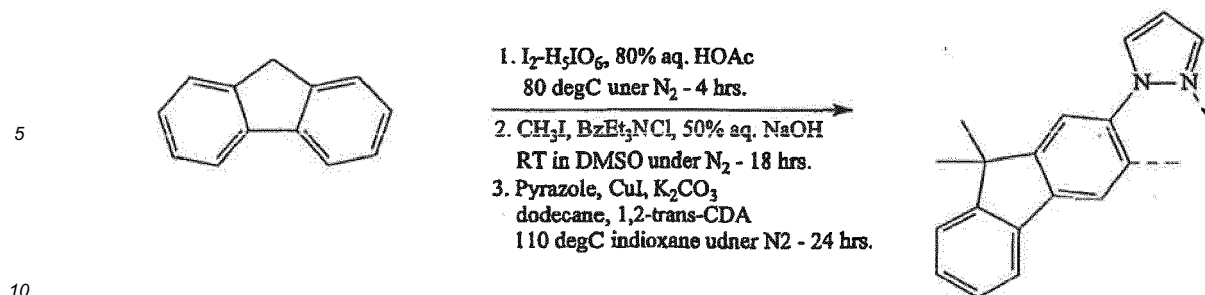 1. I₂-H₅IO₆, 80% aq. HOAc
80 degC uner N₂ - 4 hrs.
2. CH₃I, BzEt₃NCl, 50% aq. NaOH
RT in DMSO under N₂ - 18 hrs.
3. Pyrazole, CuI, K₂CO₃
dodecane, 1,2-trans-CDA
110 degC indioxane udner N2 - 24 hrs.
N N
5
10